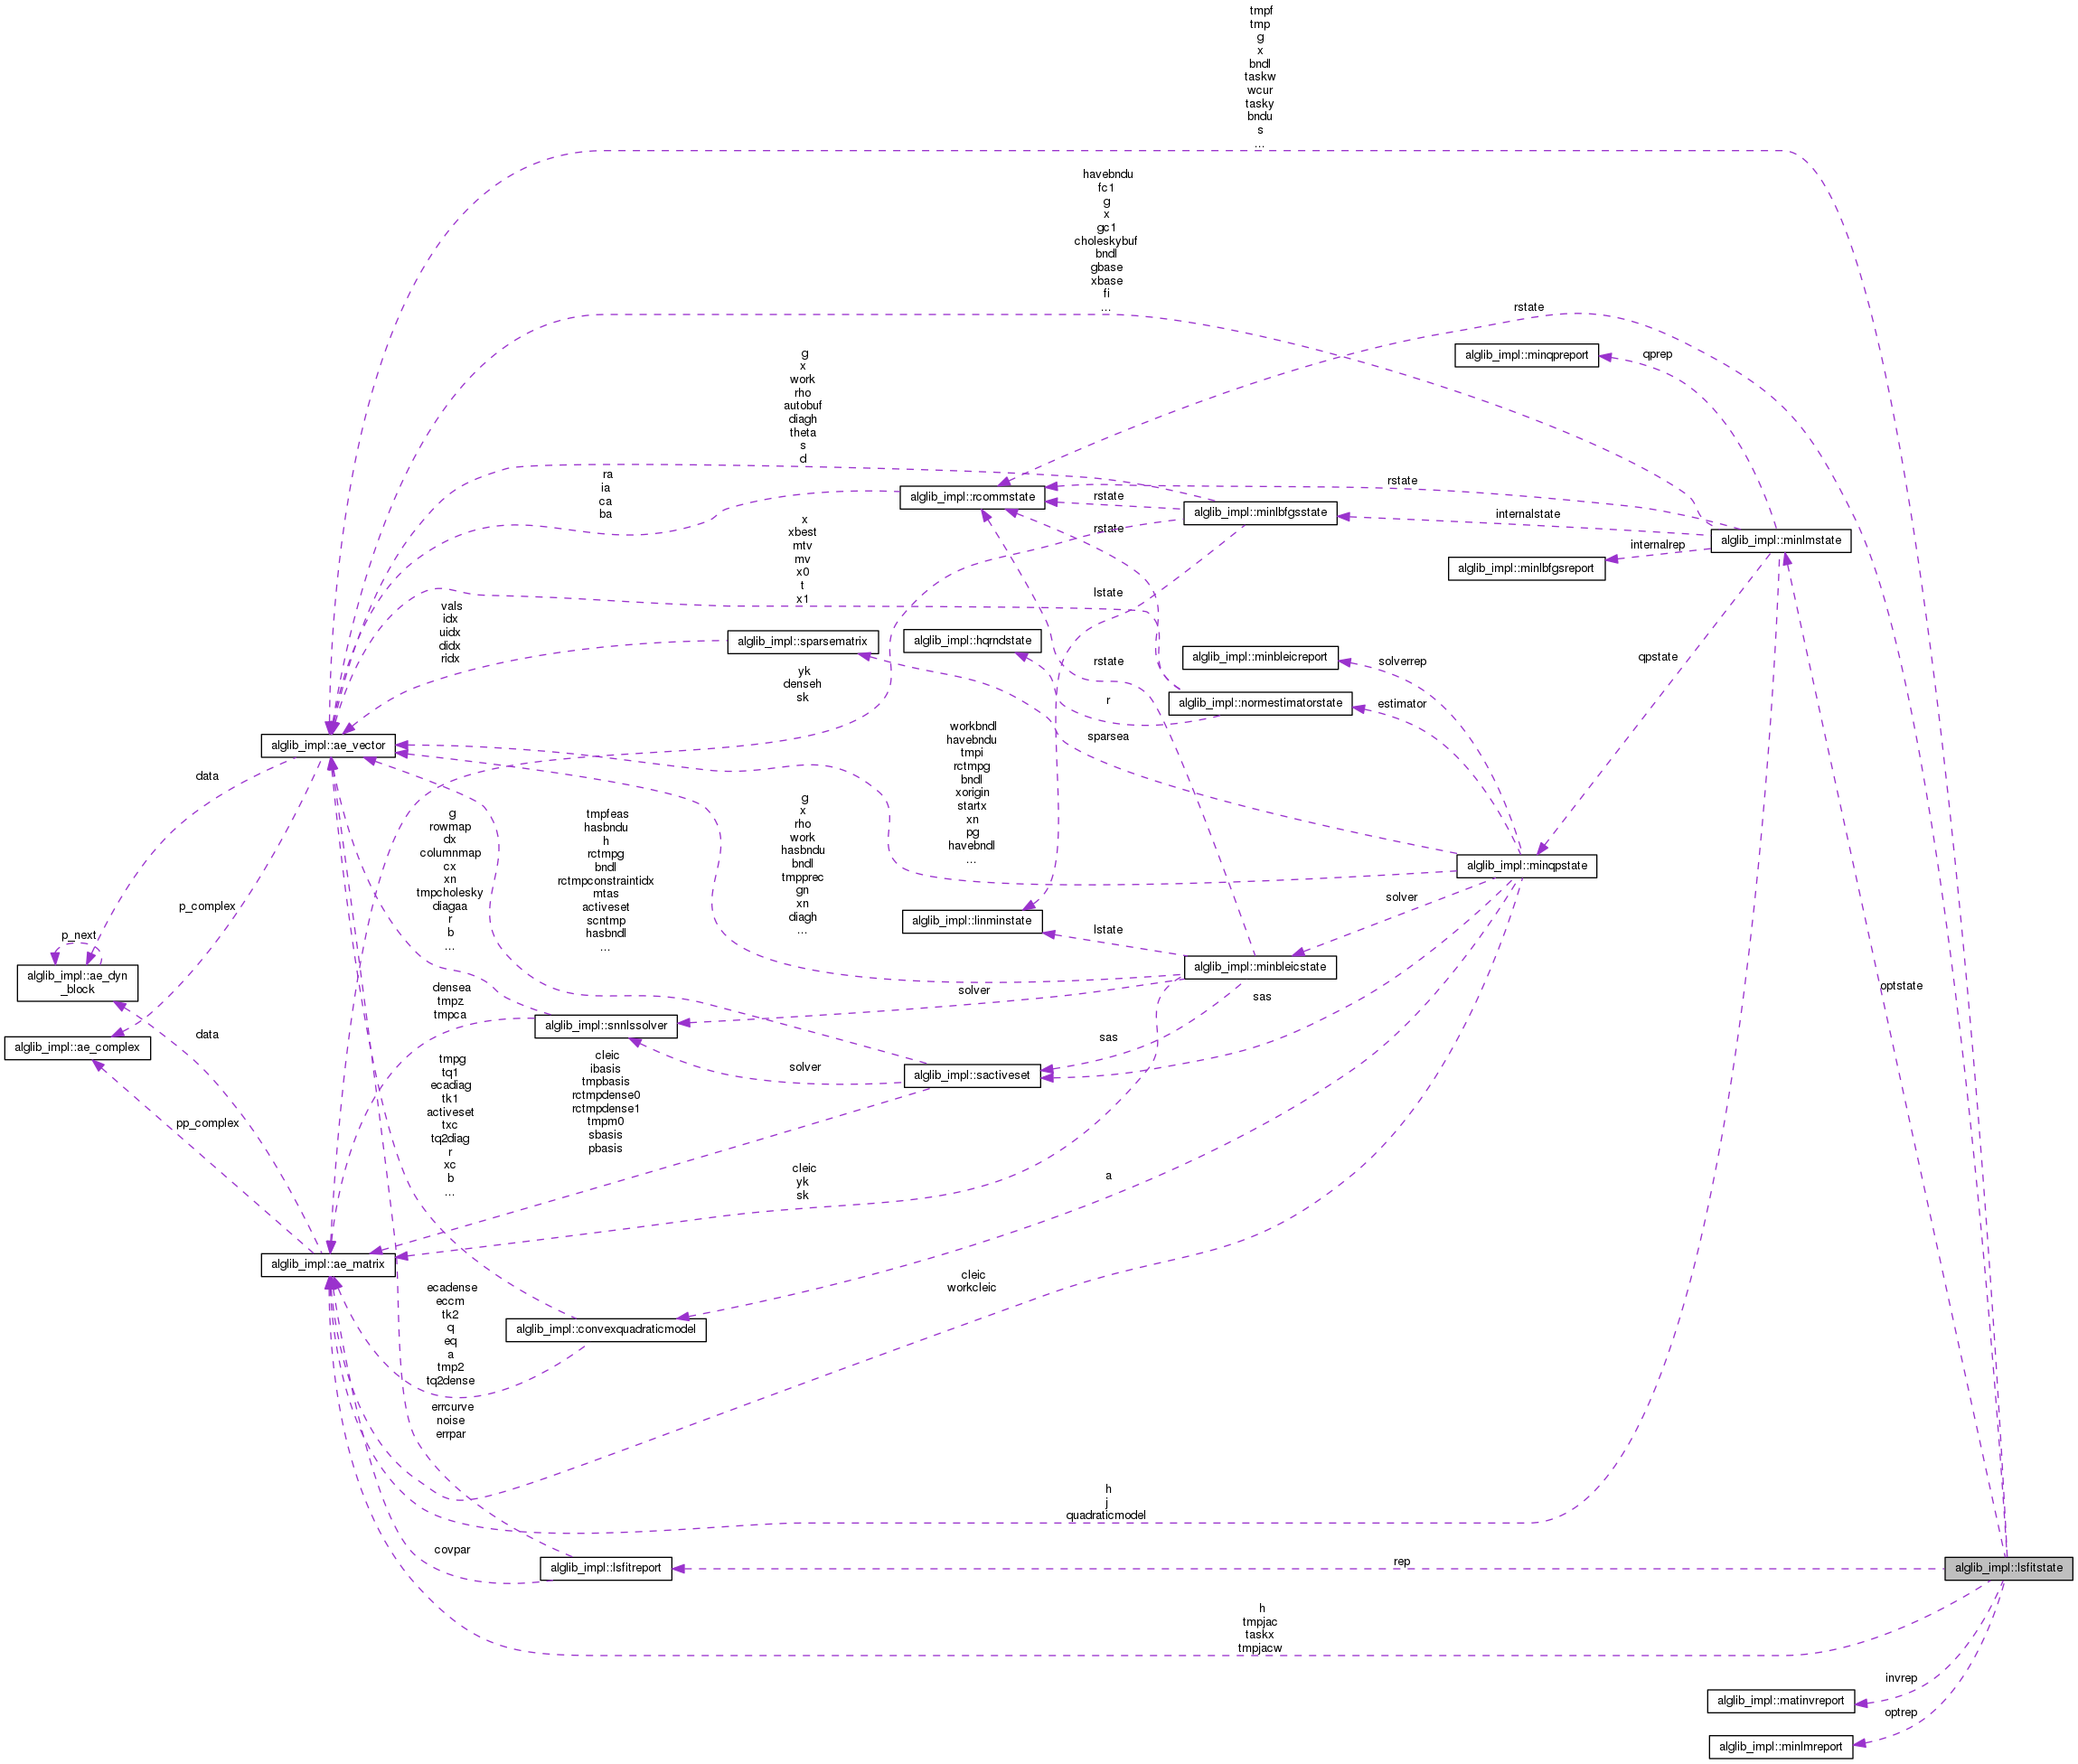 tmpf
tmp
g
x
bndl
taskw
wcur
tasky
bndu
s
...
havebndu
fc1
g
x
gc1
choleskybuf
bndl
gbase
xbase
fi
...
rstate
alglib_impl::minqpreport
qprep
g
x
work
rho
autobuf
diagh
theta
s
d
ra
ia
ca
ba
alglib_impl::rcommstate
rstate
rstate
alglib_impl::minlbfgsstate
internalstate
rstate
alglib_impl::minlmstate
internalrep
alglib_impl::minlbfgsreport
x
xbest
mtv
mv
x0
t
x1
lstate
vals
idx
uidx
didx
ridx
alglib_impl::sparsematrix
alglib_impl::hqrndstate
alglib_impl::minbleicreport
solverrep
qpstate
rstate
yk
denseh
sk
r
alglib_impl::normestimatorstate
estimator
sparsea
alglib_impl::ae_vector
workbndl
havebndu
tmpi
rctmpg
bndl
xorigin
startx
xn
pg
havebndl
...
data
g
x
rho
work
hasbndu
bndl
tmpprec
gn
xn
diagh
...
g
rowmap
dx
columnmap
cx
xn
tmpcholesky
diagaa
r
b
...
tmpfeas
hasbndu
h
rctmpg
bndl
rctmpconstraintidx
mtas
activeset
scntmp
hasbndl
...
alglib_impl::minqpstate
solver
p_complex
alglib_impl::linminstate
lstate
p_next
alglib_impl::ae_dyn
_block
alglib_impl::minbleicstate
optstate
solver
sas
densea
tmpz
tmpca
alglib_impl::snnlssolver
data
sas
alglib_impl::ae_complex
solver
alglib_impl::sactiveset
cleic
ibasis
tmpbasis
rctmpdense0
rctmpdense1
tmpm0
sbasis
pbasis
tmpg
tq1
ecadiag
tk1
activeset
txc
tq2diag
r
xc
b
...
pp_complex
cleic
yk
sk
a
alglib_impl::ae_matrix
cleic
workcleic
ecadense
eccm
tk2
q
eq
a
tmp2
tq2dense
alglib_impl::convexquadraticmodel
errcurve
noise
errpar
h
j
quadraticmodel
covpar
alglib_impl::lsfitreport
rep
alglib_impl::lsfitstate
h
tmpjac
taskx
tmpjacw
invrep
alglib_impl::matinvreport
optrep
alglib_impl::minlmreport